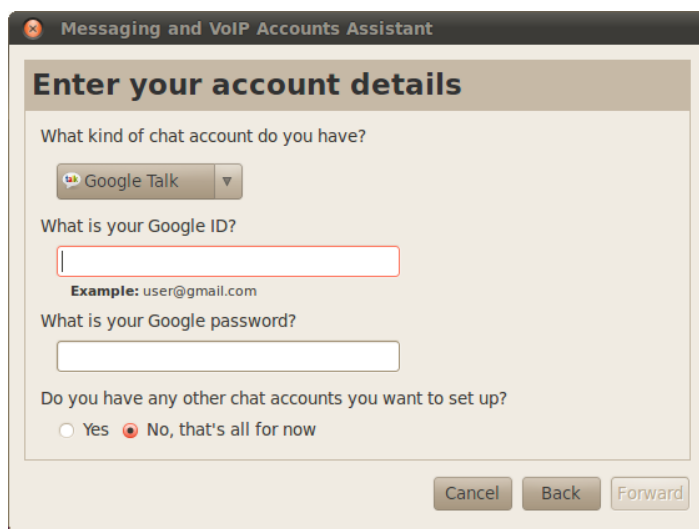 Messaging and VoIP Accounts Assistant
Enter your account details
What kind of chat account do you have?
talk Google Talk
What is your Google ID?
Example: user@gmail.com
What is your Google password?
Do you have any other chat accounts you want to set up?
Yes No, that's all for now
Cancel Back Forward